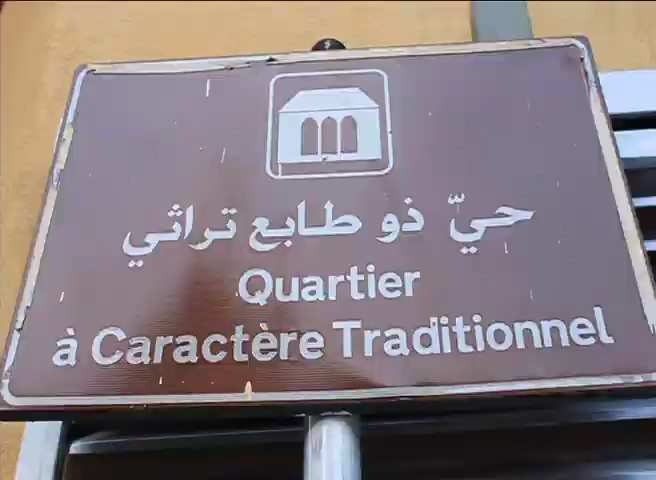 حيّ ذو طابع تراثي
Quartier
à Caractère Traditionnel